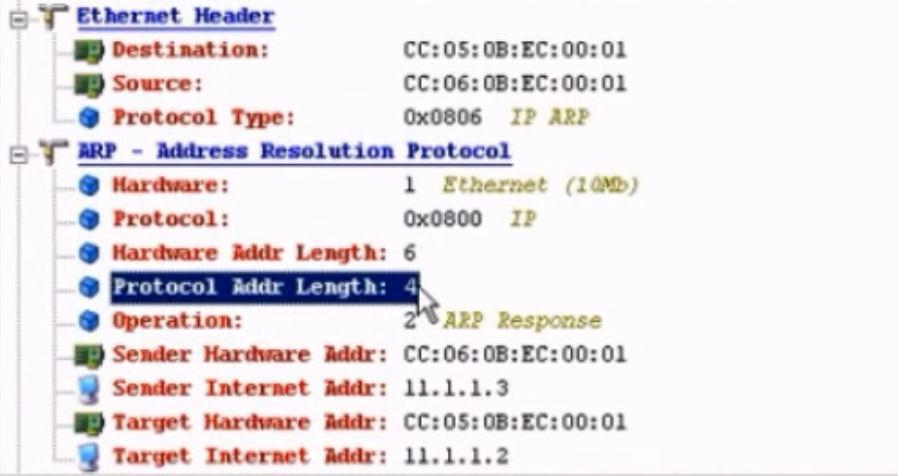 Ethernet Header
Destination: CC:05:0B:EC:00:01
Source: CC:06:0B:EC:00:01
Protocol Type: 0x0806 IP ARP
ARP - Address Resolution Protocol
Hardware: 1 Ethernet (10Mb)
Protocol: 0x0800 IP
Hardware Addr Length: 6
Protocol Addr Length: 4
Operation: 2 ARP Response
Sender Hardware Addr: CC:06:0B:EC:00:01
Sender Internet Addr: 11.1.1.3
Target Hardware Addr: CC:05:0B:EC:00:01
Target Internet Addr: 11.1.1.2